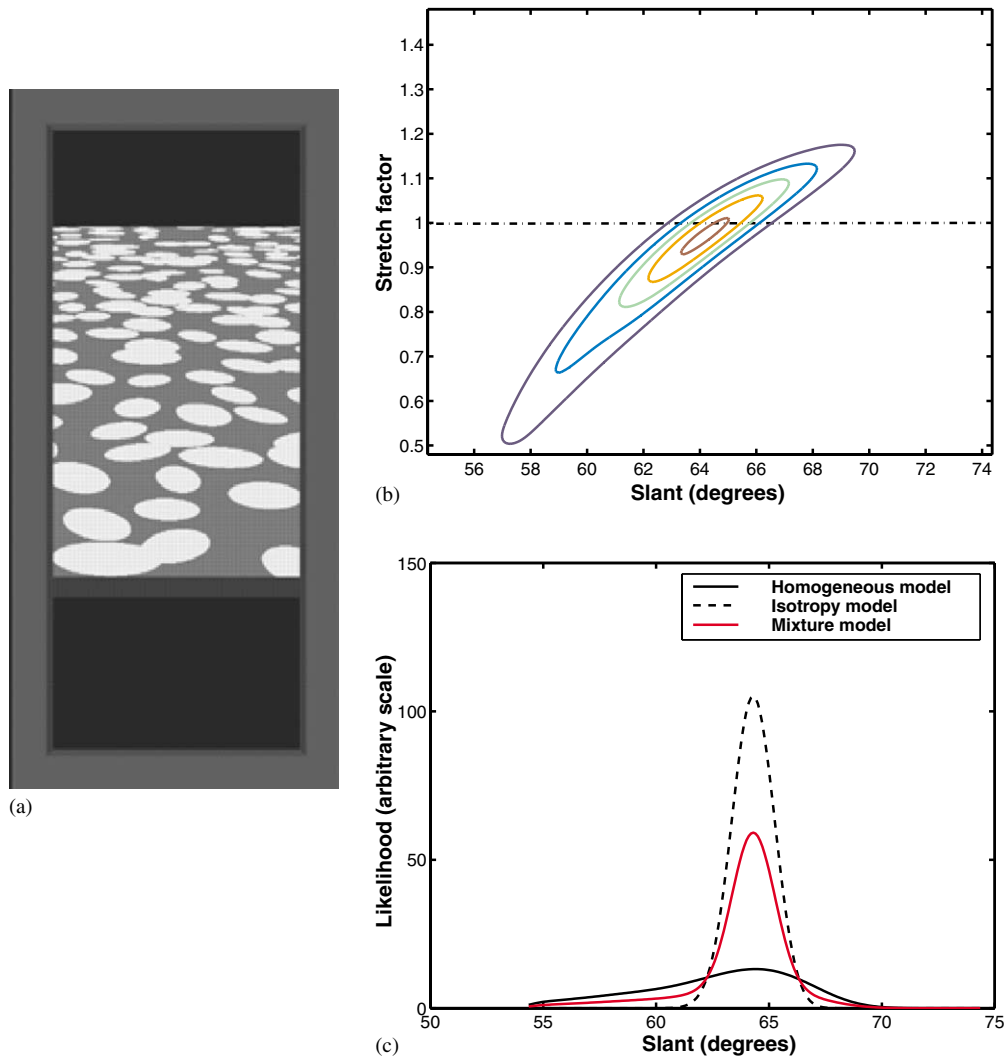 (a)
1.4
1.3
1.2
1.1
1
0.9
0.8
0.7
0.6
0.5
Stretch factor
56 58 60 62 64 66 68 70 72 74
Slant (degrees)
(b)
150
100
50
0
Likelihood (arbitrary scale)
Homogeneous model
Isotropy model
Mixture model
50 55 60 65 70 75
Slant (degrees)
(c)